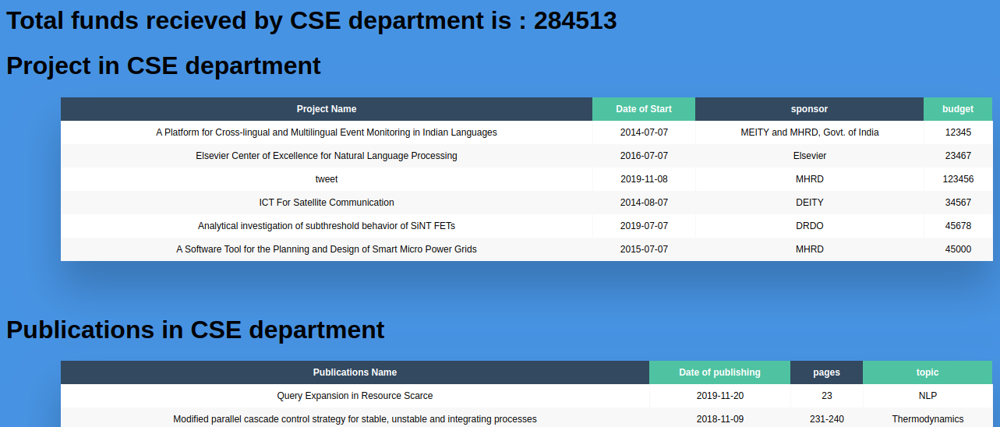 Total funds recieved by CSE department is : 284513
Project in CSE department
Project Name Date of Start sponsor budget
A Platform for Cross-lingual and Multilingual Event Monitoring in Indian Languages 2014-07-07 MEITY and MHRD, Govt. of India 12345
Elsevier Center of Excellence for Natural Language Processing 2016-07-07 Elsevier 23467
tweet 2019-11-08 MHRD 123456
ICT For Satellite Communication 2014-08-07 DEITY 34567
Analytical investigation of subthreshold behavior of SiNT FETs 2019-07-07 DRDO 45678
A Software Tool for the Planning and Design of Smart Micro Power Grids 2015-07-07 MHRD 45000
Publications in CSE department
Publications Name Date of publishing pages topic
Query Expansion in Resource Scarce 2019-11-20 23 NLP
Modified parallel cascade control strategy for stable, unstable and integrating processes 2018-11-09 231-240 Thermodynamics